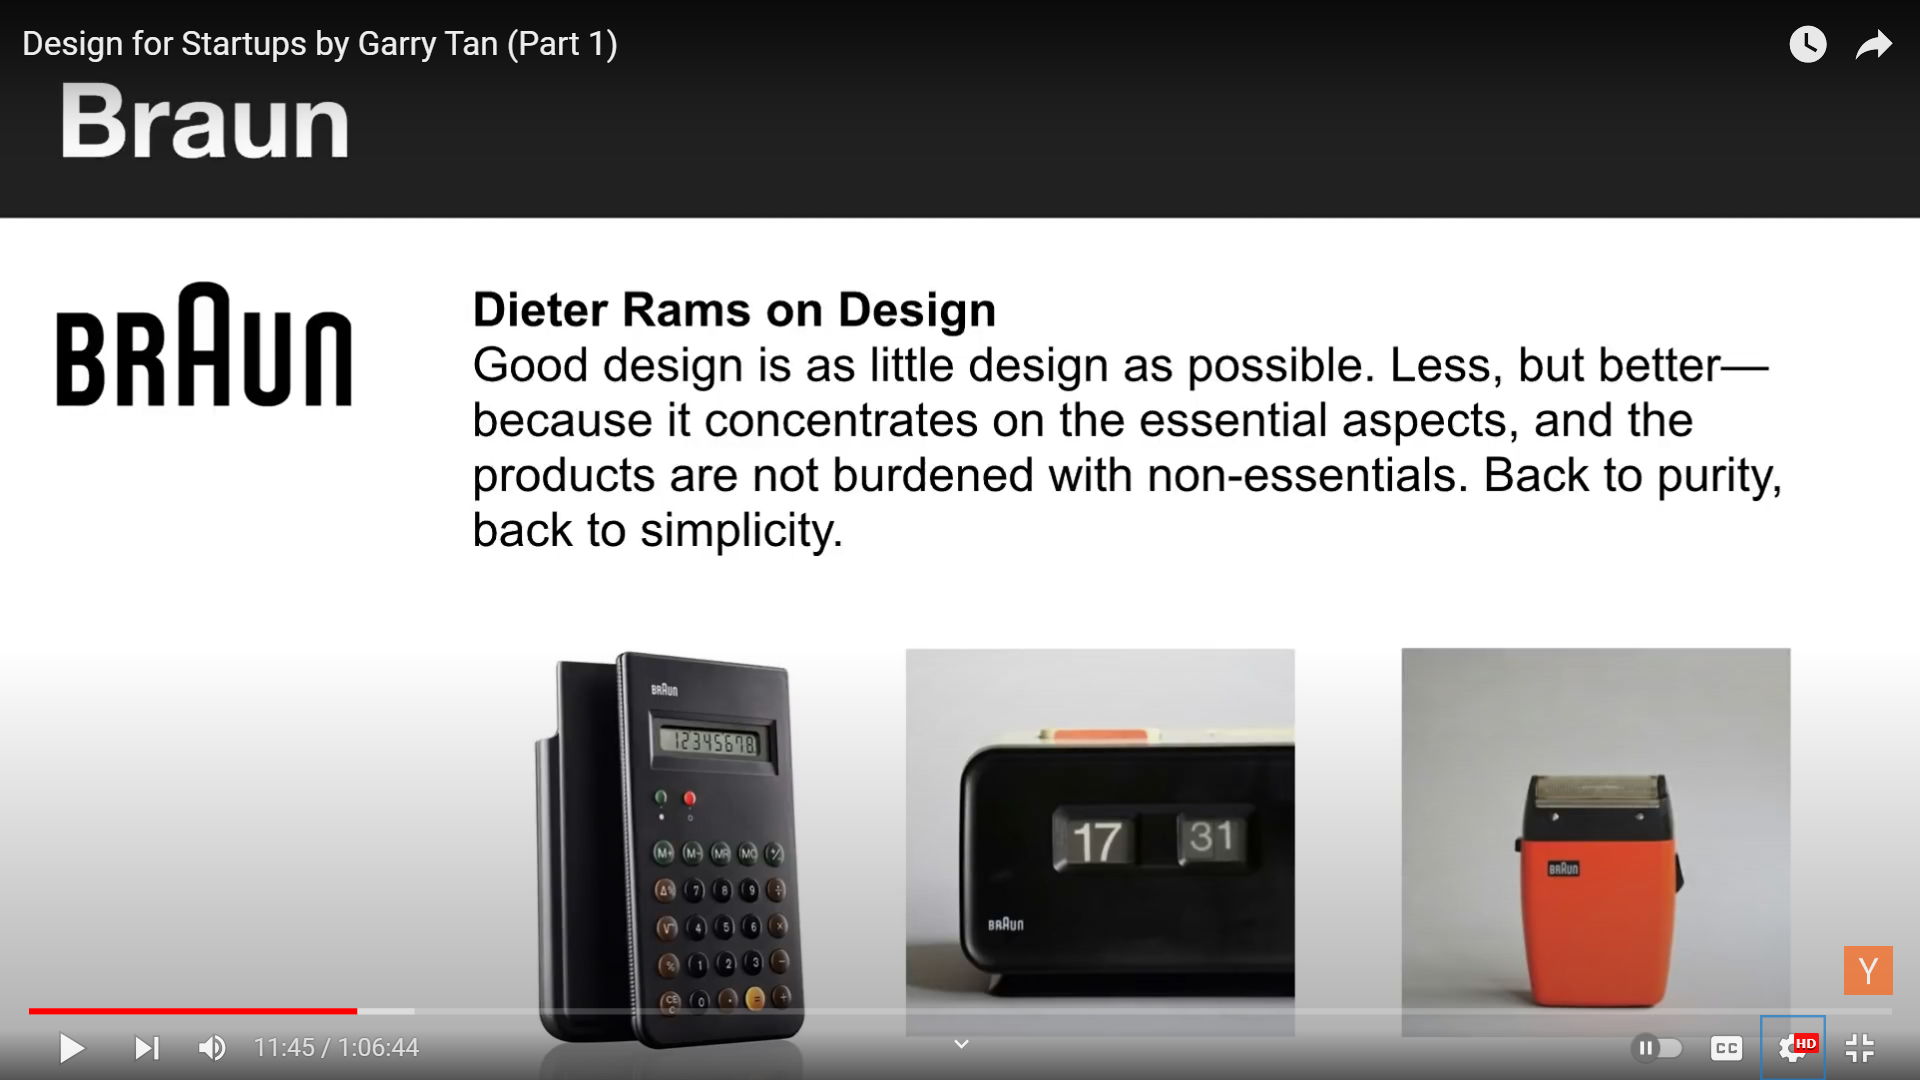 Design for Startups by Garry Tan (Part 1)
Braun
BRAUN
Dieter Rams on Design
Good design is as little design as possible. Less, but better—
because it concentrates on the essential aspects, and the
products are not burdened with non-essentials. Back to purity,
back to simplicity.
BRAUN
12345678
M+ M- MR MC +/-
7 8 9 ÷
√ 4 5 6 ×
% 1 2 3 −
CE C 0 . = +
17 31
BRAUN
BRAUN
Y
11:45 / 1:06:44
CC
HD